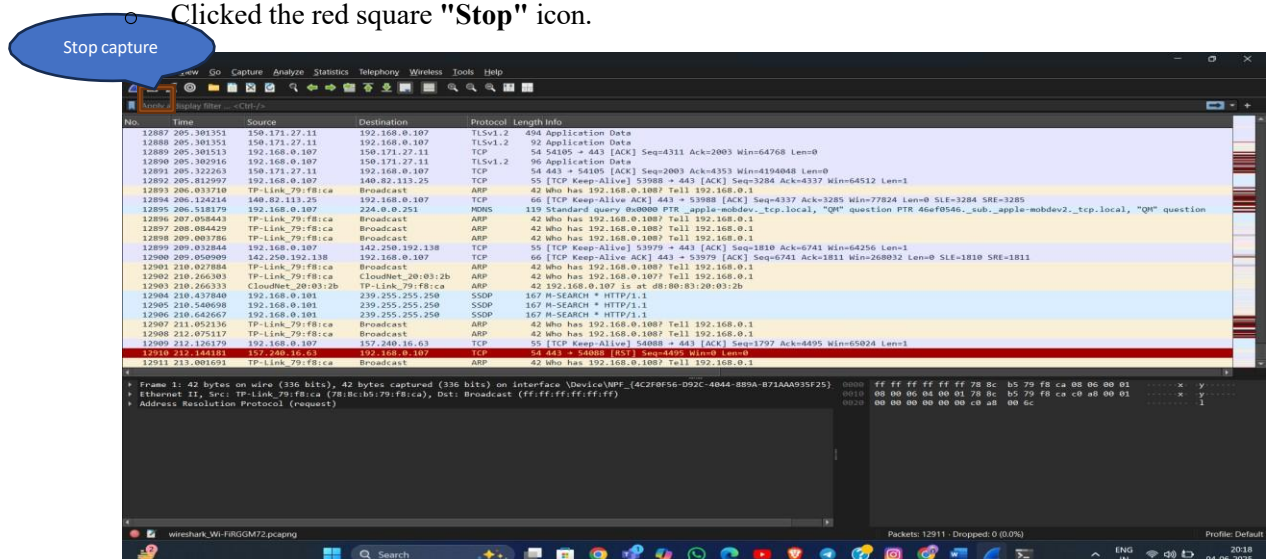 o Clicked the red square "Stop" icon.
Stop capture
View Go Capture Analyze Statistics Telephony Wireless Tools Help
Apply a display filter ... <Ctrl-/>
No. Time Source Destination Protocol Length Info
12887 205.301351 150.171.27.11 192.168.0.107 TLSv1.2 494 Application Data
12888 205.301351 150.171.27.11 192.168.0.107 TLSv1.2 92 Application Data
12889 205.301513 192.168.0.107 150.171.27.11 TCP 54 54105 → 443 [ACK] Seq=4311 Ack=2003 Win=64768 Len=0
12890 205.302916 192.168.0.107 150.171.27.11 TLSv1.2 96 Application Data
12891 205.322263 150.171.27.11 192.168.0.107 TCP 54 443 → 54105 [ACK] Seq=2003 Ack=4353 Win=4194048 Len=0
12892 205.812997 192.168.0.107 140.82.113.25 TCP 55 [TCP Keep-Alive] 53988 → 443 [ACK] Seq=3284 Ack=4337 Win=64512 Len=1
12893 206.033710 TP-Link_79:f8:ca Broadcast ARP 42 Who has 192.168.0.108? Tell 192.168.0.1
12894 206.124214 140.82.113.25 192.168.0.107 TCP 66 [TCP Keep-Alive ACK] 443 → 53988 [ACK] Seq=4337 Ack=3285 Win=77824 Len=0 SLE=3284 SRE=3285
12895 206.518179 192.168.0.107 224.0.0.251 MDNS 119 Standard query 0x0000 PTR _apple-mobdev._tcp.local, "QM" question PTR 46ef0546._sub._apple-mobdev2._tcp.local, "QM" question
12896 207.058443 TP-Link_79:f8:ca Broadcast ARP 42 Who has 192.168.0.108? Tell 192.168.0.1
12897 208.084429 TP-Link_79:f8:ca Broadcast ARP 42 Who has 192.168.0.108? Tell 192.168.0.1
12898 209.003786 TP-Link_79:f8:ca Broadcast ARP 42 Who has 192.168.0.108? Tell 192.168.0.1
12899 209.032844 192.168.0.107 142.250.192.138 TCP 55 [TCP Keep-Alive] 53979 → 443 [ACK] Seq=1810 Ack=6741 Win=64256 Len=1
12900 209.050909 142.250.192.138 192.168.0.107 TCP 66 [TCP Keep-Alive ACK] 443 → 53979 [ACK] Seq=6741 Ack=1811 Win=268032 Len=0 SLE=1810 SRE=1811
12901 210.027884 TP-Link_79:f8:ca Broadcast ARP 42 Who has 192.168.0.108? Tell 192.168.0.1
12902 210.266303 TP-Link_79:f8:ca CloudNet_20:03:2b ARP 42 Who has 192.168.0.107? Tell 192.168.0.1
12903 210.266333 CloudNet_20:03:2b TP-Link_79:f8:ca ARP 42 192.168.0.107 is at d8:80:83:20:03:2b
12904 210.437840 192.168.0.101 239.255.255.250 SSDP 167 M-SEARCH * HTTP/1.1
12905 210.540698 192.168.0.101 239.255.255.250 SSDP 167 M-SEARCH * HTTP/1.1
12906 210.642667 192.168.0.101 239.255.255.250 SSDP 167 M-SEARCH * HTTP/1.1
12907 211.052136 TP-Link_79:f8:ca Broadcast ARP 42 Who has 192.168.0.108? Tell 192.168.0.1
12908 212.075117 TP-Link_79:f8:ca Broadcast ARP 42 Who has 192.168.0.108? Tell 192.168.0.1
12909 212.126179 192.168.0.107 157.240.16.63 TCP 55 [TCP Keep-Alive] 54088 → 443 [ACK] Seq=1797 Ack=4495 Win=65024 Len=1
12910 212.144181 157.240.16.63 192.168.0.107 TCP 54 443 → 54088 [RST] Seq=4495 Win=0 Len=0
12911 213.001691 TP-Link_79:f8:ca Broadcast ARP 42 Who has 192.168.0.108? Tell 192.168.0.1
Frame 1: 42 bytes on wire (336 bits), 42 bytes captured (336 bits) on interface \Device\NPF_{4C2F0F56-D92C-4044-889A-B71AAA935F25}
Ethernet II, Src: TP-Link_79:f8:ca (78:8c:b5:79:f8:ca), Dst: Broadcast (ff:ff:ff:ff:ff:ff)
Address Resolution Protocol (request)
0000 ff ff ff ff ff ff 78 8c b5 79 f8 ca 08 06 00 01 ······x· ·y······
0010 08 00 06 04 00 01 78 8c b5 79 f8 ca c0 a8 00 01 ······x· ·y······
0020 00 00 00 00 00 00 c0 a8 00 6c ········ ·l
wireshark_Wi-FiRGGM72.pcapng
Packets: 12911 · Dropped: 0 (0.0%)
Profile: Default
2
Search
ENG
IN
20:18
04-06-2025